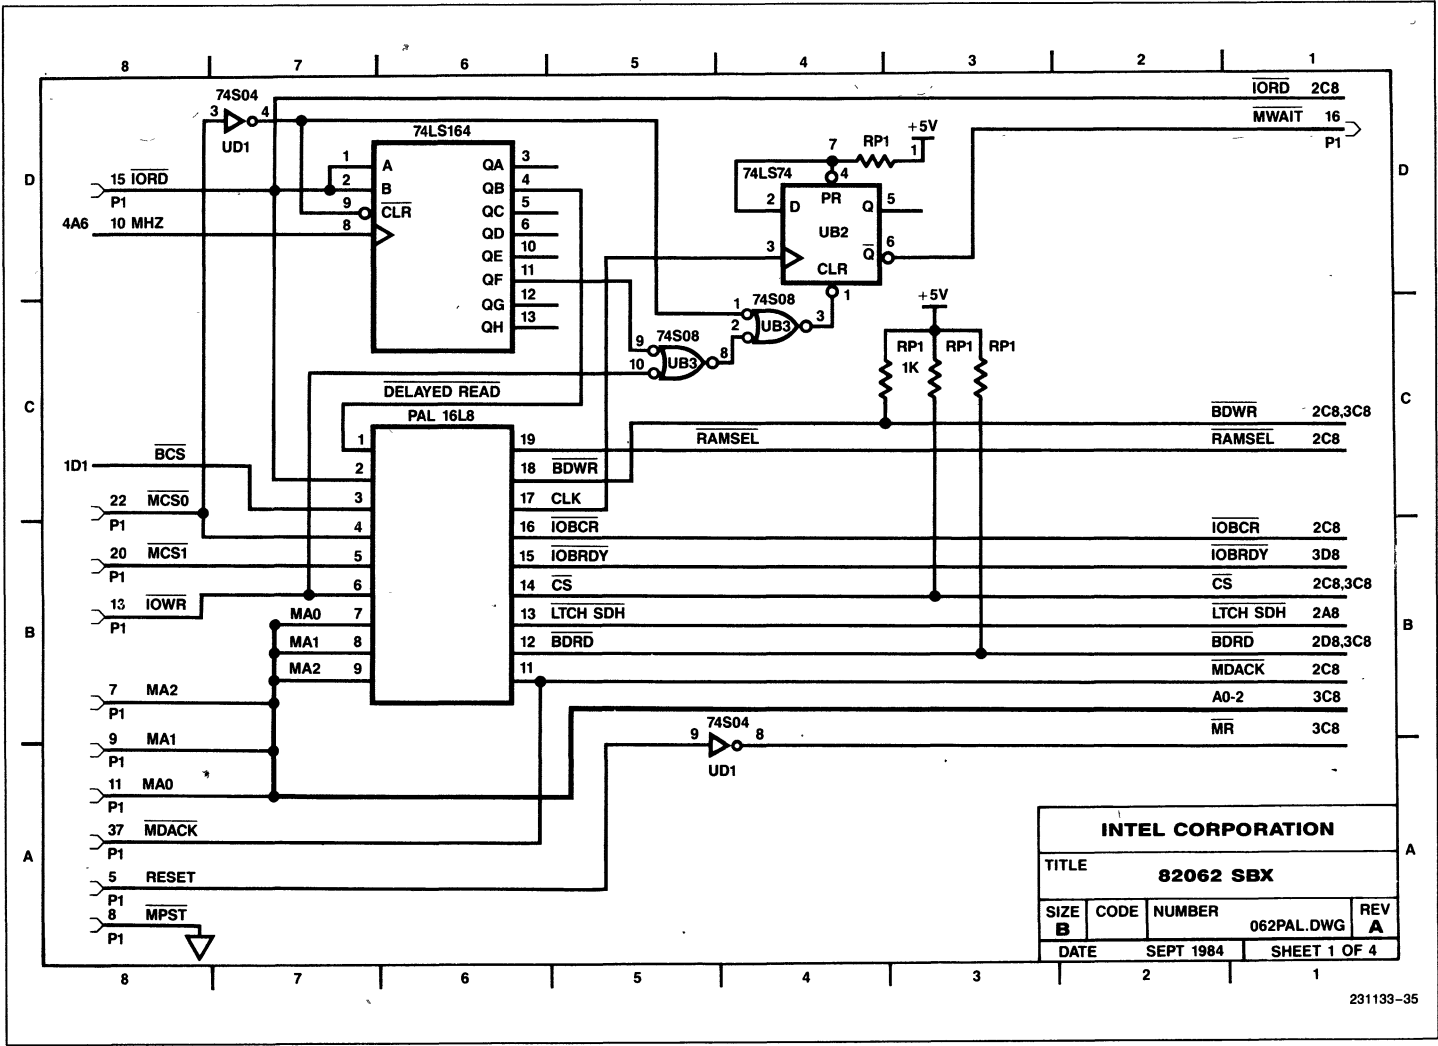 8 7 6 5 4 3 2 1
74S04
3 4
UD1
IORD 2C8
MWAIT 16
P1
D
15 IORD
P1
4A6 10 MHZ
74LS164
1 A
2 B
9 CLR
8
QA 3
QB 4
QC 5
QD 6
QE 10
QF 11
QG 12
QH 13
74LS74
7
RP1
+5V
1
4
PR
2 D
Q 5
UB2
3
Q 6
CLR
1
D
74S08
1
2
UB3
3
74S08
9
10
UB3
8
+5V
RP1 RP1 RP1
1K
C
DELAYED READ
PAL 16L8
BDWR 2C8,3C8
RAMSEL
RAMSEL 2C8
C
1D1 BCS
22 MCS0
P1
20 MCS1
P1
13 IOWR
P1
1
2
3
4
5
6
MA0 7
MA1 8
MA2 9
19
18 BDWR
17 CLK
16 IOBCR
15 IOBRDY
14 CS
13 LTCH SDH
12 BDRD
11
IOBCR 2C8
IOBRDY 3D8
CS 2C8,3C8
LTCH SDH 2A8
BDRD 2D8,3C8
MDACK 2C8
A0-2 3C8
MR 3C8
B
B
7 MA2
P1
9 MA1
P1
11 MA0
P1
37 MDACK
P1
5 RESET
P1
8 MPST
P1
74S04
9 8
UD1
A
A
INTEL CORPORATION
TITLE
82062 SBX
SIZE
B
CODE
NUMBER
062PAL.DWG
REV
A
DATE SEPT 1984
SHEET 1 OF 4
8 7 6 5 4 3 2 1
231133–35